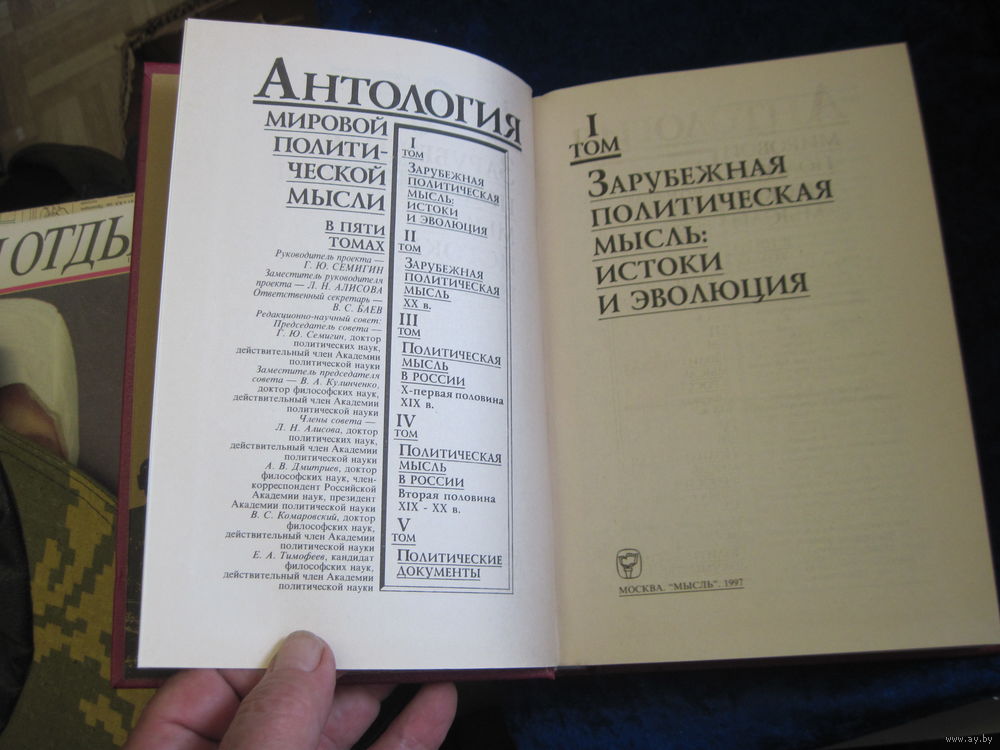 АНТОЛОГИЯ
МИРОВОЙ
ПОЛИТИ-
ЧЕСКОЙ
МЫСЛИ
В ПЯТИ
ТОМАХ
Руководитель проекта —
Г. Ю. СЕМИГИН
Заместитель руководителя
проекта — Л. Н. АЛИСОВА
Ответственный секретарь —
В. С. БАЕВ
Редакционно-научный совет:
Председатель совета —
Г. Ю. Семигин, доктор
политических наук,
действительный член Академии
политической науки
Заместитель председателя
совета — В. А. Куликченко,
доктор философских наук,
действительный член Академии
политической науки
Члены совета —
Л. Н. Алисова, доктор
политических наук,
действительный член Академии
политической науки
А. В. Дмитриев, доктор
философских наук, член-
корреспондент Российской
Академии наук, президент
Академии политической науки
В. С. Комаровский, доктор
философских наук,
действительный член Академии
политической науки
Е. А. Тимофеев, кандидат
философских наук,
действительный член Академии
политической науки
I
ТОМ
ЗАРУБЕЖНАЯ
ПОЛИТИЧЕСКАЯ
МЫСЛЬ:
ИСТОКИ
И ЭВОЛЮЦИЯ
II
ТОМ
ЗАРУБЕЖНАЯ
ПОЛИТИЧЕСКАЯ
МЫСЛЬ
XX в.
III
ТОМ
ПОЛИТИЧЕСКАЯ
МЫСЛЬ
В РОССИИ
X-первая половина
XIX в.
IV
ТОМ
ПОЛИТИЧЕСКАЯ
МЫСЛЬ
В РОССИИ
Вторая половина
XIX - XX в.
V
ТОМ
ПОЛИТИЧЕСКИЕ
ДОКУМЕНТЫ
I
ТОМ
ЗАРУБЕЖНАЯ
ПОЛИТИЧЕСКАЯ
МЫСЛЬ:
ИСТОКИ
И ЭВОЛЮЦИЯ
МОСКВА. "МЫСЛЬ". 1997
www.ay.by